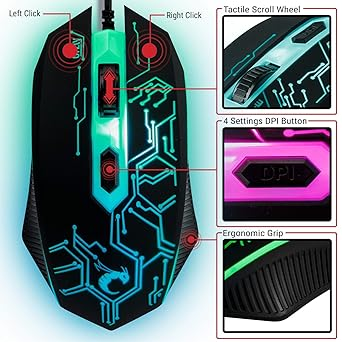 Left Click
Right Click
Tactile Scroll Wheel
4 Settings DPI Button
DPI
Ergonomic Grip